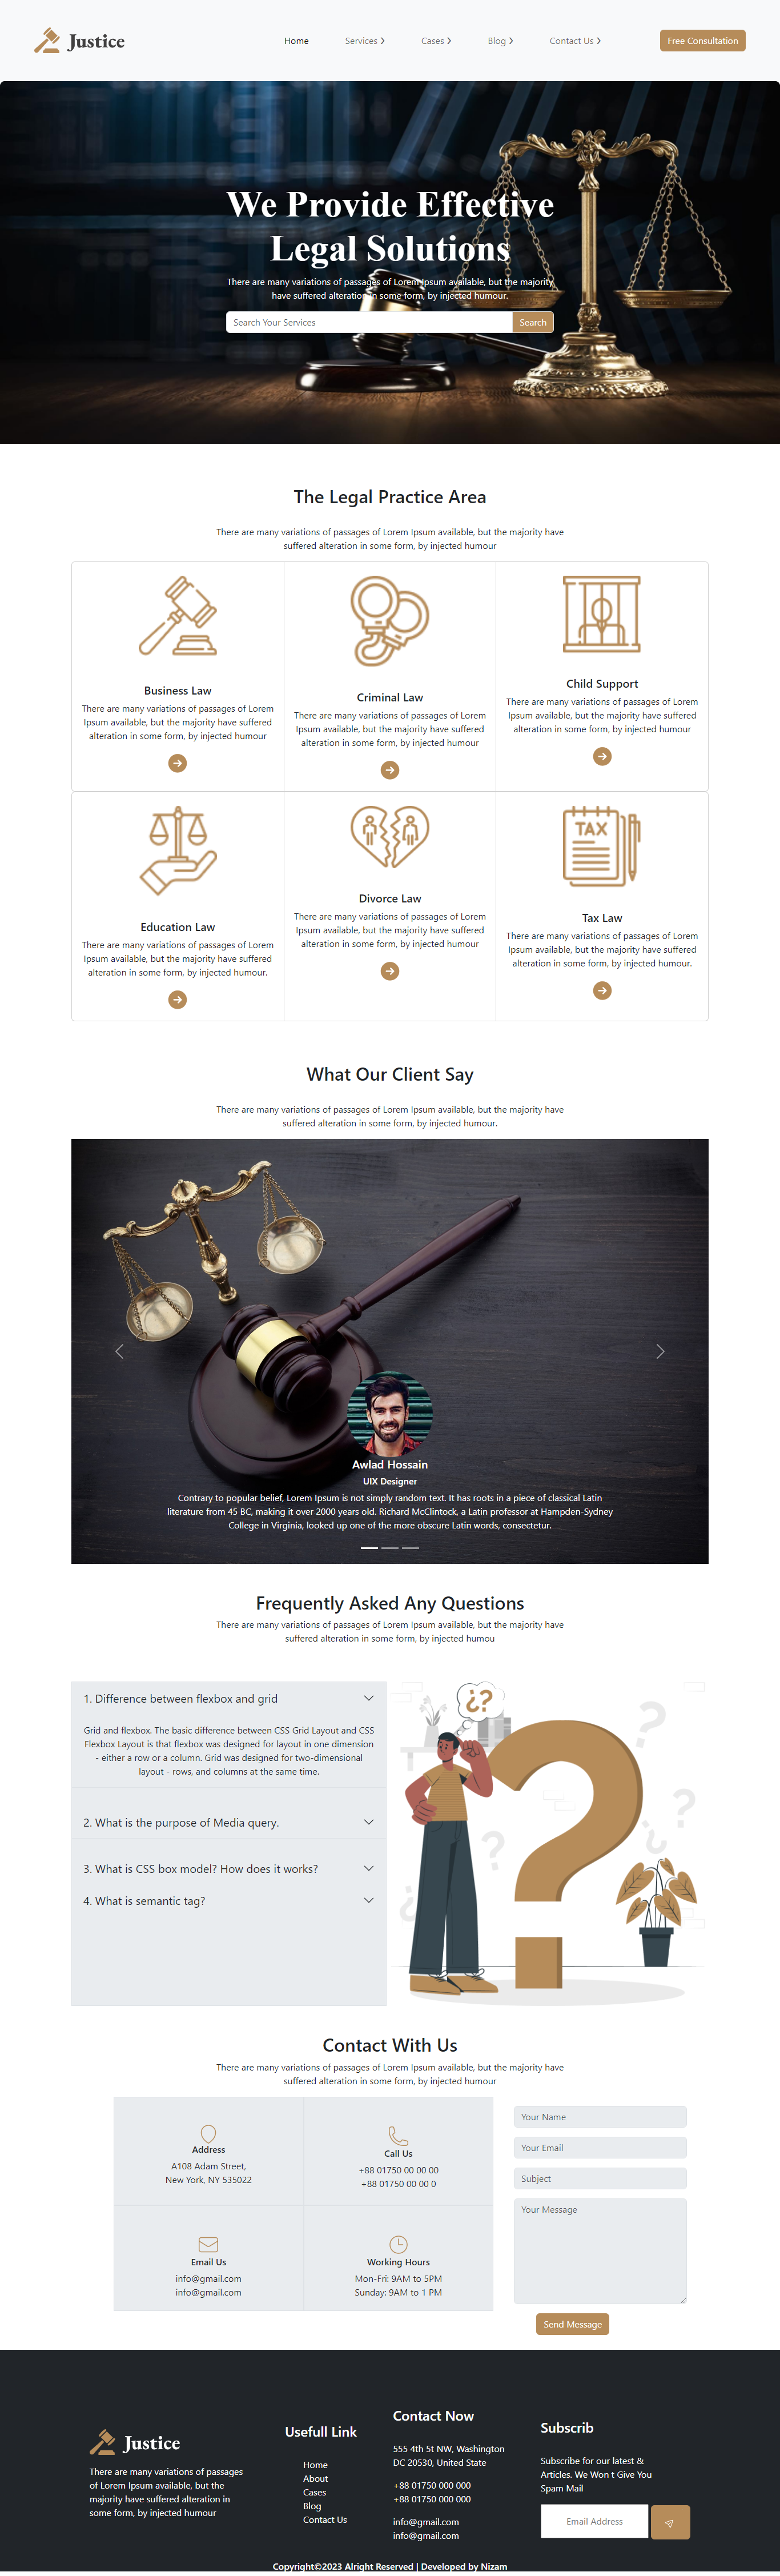 Justice
Home
Services
Cases
Blog
Contact Us
Free Consultation
We Provide Effective
Legal Solutions
There are many variations of passages of Lorem Ipsum available, but the majority
have suffered alteration in some form, by injected humour.
Search Your Services
Search
The Legal Practice Area
There are many variations of passages of Lorem Ipsum available, but the majority have
suffered alteration in some form, by injected humour
Business Law
There are many variations of passages of Lorem
Ipsum available, but the majority have suffered
alteration in some form, by injected humour
Criminal Law
There are many variations of passages of Lorem
Ipsum available, but the majority have suffered
alteration in some form, by injected humour
Child Support
There are many variations of passages of Lorem
Ipsum available, but the majority have suffered
alteration in some form, by injected humour
Education Law
There are many variations of passages of Lorem
Ipsum available, but the majority have suffered
alteration in some form, by injected humour.
Divorce Law
There are many variations of passages of Lorem
Ipsum available, but the majority have suffered
alteration in some form, by injected humour
TAX
Tax Law
There are many variations of passages of Lorem
Ipsum available, but the majority have suffered
alteration in some form, by injected humour.
What Our Client Say
There are many variations of passages of Lorem Ipsum available, but the majority have
suffered alteration in some form, by injected humour.
Awlad Hossain
UIX Designer
Contrary to popular belief, Lorem Ipsum is not simply random text. It has roots in a piece of classical Latin
literature from 45 BC, making it over 2000 years old. Richard McClintock, a Latin professor at Hampden-Sydney
College in Virginia, looked up one of the more obscure Latin words, consectetur.
Frequently Asked Any Questions
There are many variations of passages of Lorem Ipsum available, but the majority have
suffered alteration in some form, by injected humou
1. Difference between flexbox and grid
Grid and flexbox. The basic difference between CSS Grid Layout and CSS
Flexbox Layout is that flexbox was designed for layout in one dimension
- either a row or a column. Grid was designed for two-dimensional
layout - rows, and columns at the same time.
2. What is the purpose of Media query.
3. What is CSS box model? How does it works?
4. What is semantic tag?
¿?
?
Contact With Us
There are many variations of passages of Lorem Ipsum available, but the majority have
suffered alteration in some form, by injected humour
Address
A108 Adam Street,
New York, NY 535022
Call Us
+88 01750 00 00 00
+88 01750 00 00 0
Email Us
info@gmail.com
info@gmail.com
Working Hours
Mon-Fri: 9AM to 5PM
Sunday: 9AM to 1 PM
Your Name
Your Email
Subject
Your Message
Send Message
Justice
There are many variations of passages
of Lorem Ipsum available, but the
majority have suffered alteration in
some form, by injected humour
Usefull Link
Home
About
Cases
Blog
Contact Us
Contact Now
555 4th 5t NW, Washington
DC 20530, United State
+88 01750 000 000
+88 01750 000 000
info@gmail.com
info@gmail.com
Subscrib
Subscribe for our latest &
Articles. We Won t Give You
Spam Mail
Email Address
Copyright©2023 Alright Reserved | Developed by Nizam